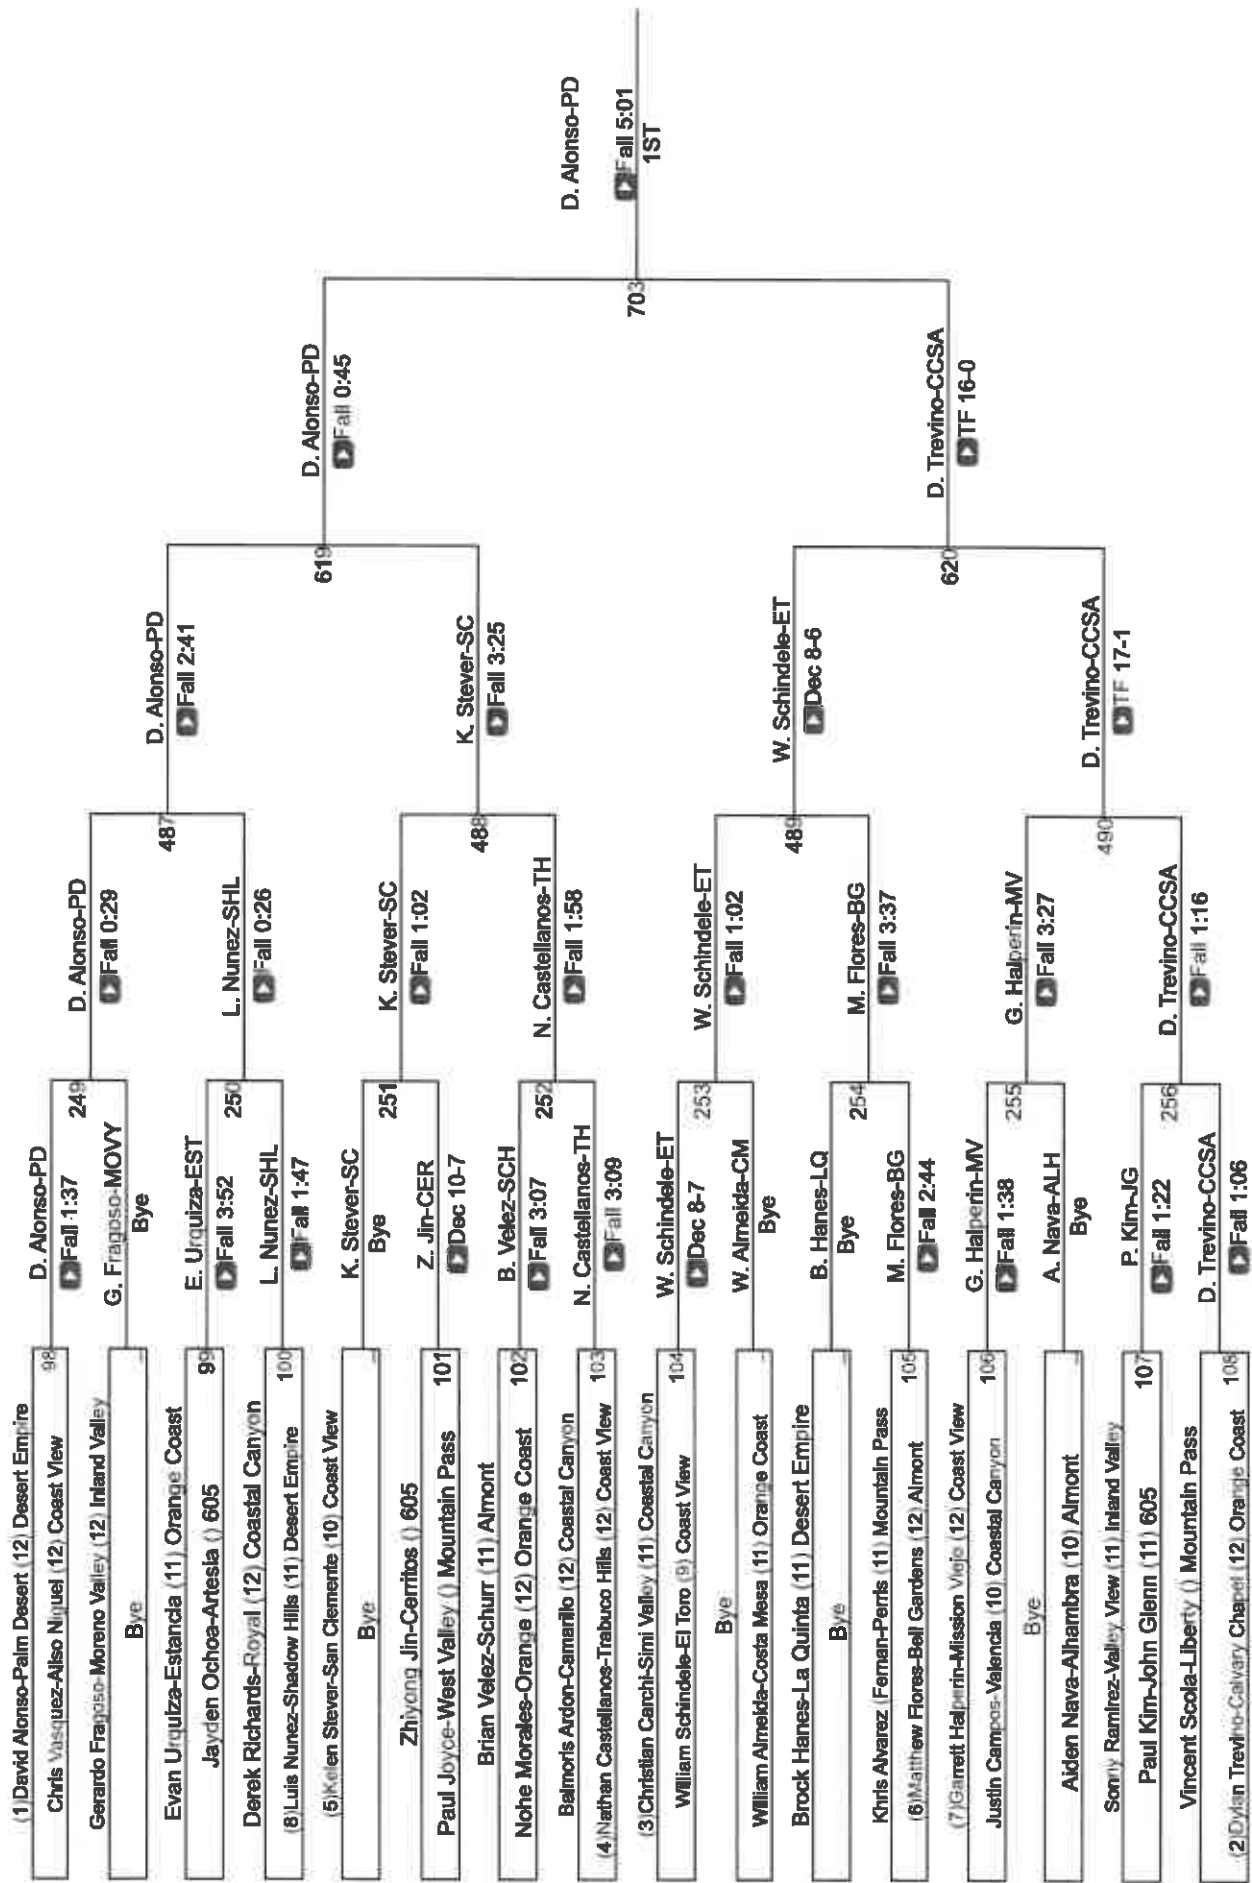 (1)David Alonso-Palm Desert (12) Desert Empire
98
Chris Vasquez-Aliso Niguel (12) Coast View
Gerardo Fragoso-Moreno Valley (12) Inland Valley
Bye
Evan Urquiza-Estancia (11) Orange Coast
99
Jayden Ochoa-Artesia () 605
Derek Richards-Royal (12) Coastal Canyon
100
(8)Luis Nunez-Shadow Hills (11) Desert Empire
(5)Kelen Stever-San Clemente (10) Coast View
Bye
Zhiyong Jin-Cerritos () 605
101
Paul Joyce-West Valley () Mountain Pass
Brian Velez-Schurr (11) Almont
102
Nohe Morales-Orange (12) Orange Coast
Balmoris Ardon-Camarillo (12) Coastal Canyon
103
(4)Nathan Castellanos-Trabuco Hills (12) Coast View
(3)Christian Carchi-Simi Valley (11) Coastal Canyon
104
William Schindele-El Toro (9) Coast View
Bye
William Almeida-Costa Mesa (11) Orange Coast
Brock Hanes-La Quinta (11) Desert Empire
Bye
Khris Alvarez (Fernan-Perris (11) Mountain Pass
105
(6)Matthew Flores-Bell Gardens (12) Almont
(7)Garrett Halperin-Mission Viejo (12) Coast View
106
Justin Campos-Valencia (10) Coastal Canyon
Bye
Aiden Nava-Alhambra (10) Almont
Sonny Ramirez-Valley View (11) Inland Valley
107
Paul Kim-John Glenn (11) 605
Vincent Scola-Liberty () Mountain Pass
108
(2)Dylan Trevino-Calvary Chapel (12) Orange Coast
D. Alonso-PD
Fall 1:37
249
G. Fragoso-MOVY
Bye
E. Urquiza-EST
Fall 3:52
250
L. Nunez-SHL
Fall 1:47
K. Stever-SC
Bye
251
Z. Jin-CER
Dec 10-7
B. Velez-SCH
Fall 3:07
252
N. Castellanos-TH
Fall 3:09
W. Schindele-ET
Dec 8-7
253
W. Almeida-CM
Bye
B. Hanes-LQ
Bye
254
M. Flores-BG
Fall 2:44
G. Halperin-MV
Fall 1:38
255
A. Nava-ALH
Bye
P. Kim-JG
Fall 1:22
256
D. Trevino-CCSA
Fall 1:06
D. Alonso-PD
Fall 0:29
487
L. Nunez-SHL
Fall 0:26
K. Stever-SC
Fall 1:02
488
N. Castellanos-TH
Fall 1:58
W. Schindele-ET
Fall 1:02
489
M. Flores-BG
Fall 3:37
G. Halperin-MV
Fall 3:27
490
D. Trevino-CCSA
Fall 1:16
D. Alonso-PD
Fall 2:41
619
K. Stever-SC
Fall 3:25
W. Schindele-ET
Dec 8-6
620
D. Trevino-CCSA
TF 17-1
D. Alonso-PD
Fall 0:45
703
D. Trevino-CCSA
TF 16-0
D. Alonso-PD
Fall 5:01
1ST